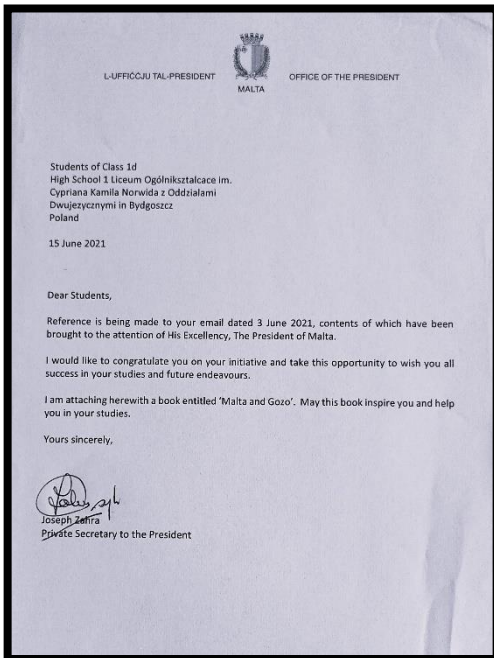 L-UFFIĊĊJU TAL-PRESIDENT
MALTA
OFFICE OF THE PRESIDENT
Students of Class 1d
High School 1 Liceum Ogólniksztalcace im.
Cypriana Kamila Norwida z Oddzialami
Dwujezycznymi in Bydgoszcz
Poland
15 June 2021
Dear Students,
Reference is being made to your email dated 3 June 2021, contents of which have been
brought to the attention of His Excellency, The President of Malta.
I would like to congratulate you on your initiative and take this opportunity to wish you all
success in your studies and future endeavours.
I am attaching herewith a book entitled ‘Malta and Gozo’. May this book inspire you and help
you in your studies.
Yours sincerely,
Joseph Zahra
Private Secretary to the President